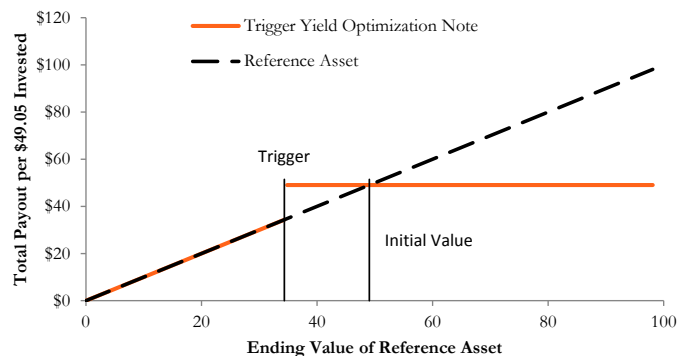 Total Payout per $49.05 Invested
$120
$100
$80
$60
$40
$20
$0
Trigger Yield Optimization Note
Reference Asset
Trigger
Initial Value
0
20
40
60
80
100
Ending Value of Reference Asset